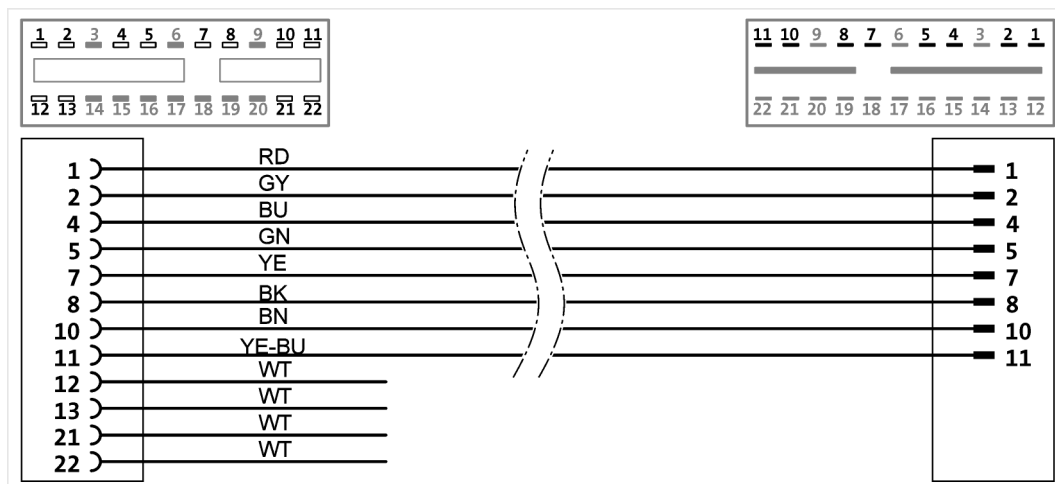 1 2 3 4 5 6 7 8 9 10 11
12 13 14 15 16 17 18 19 20 21 22
11 10 9 8 7 6 5 4 3 2 1
22 21 20 19 18 17 16 15 14 13 12
1 RD 1
2 GY 2
4 BU 4
5 GN 5
7 YE 7
8 BK 8
10 BN 10
11 YE-BU 11
12 WT
13 WT
21 WT
22 WT